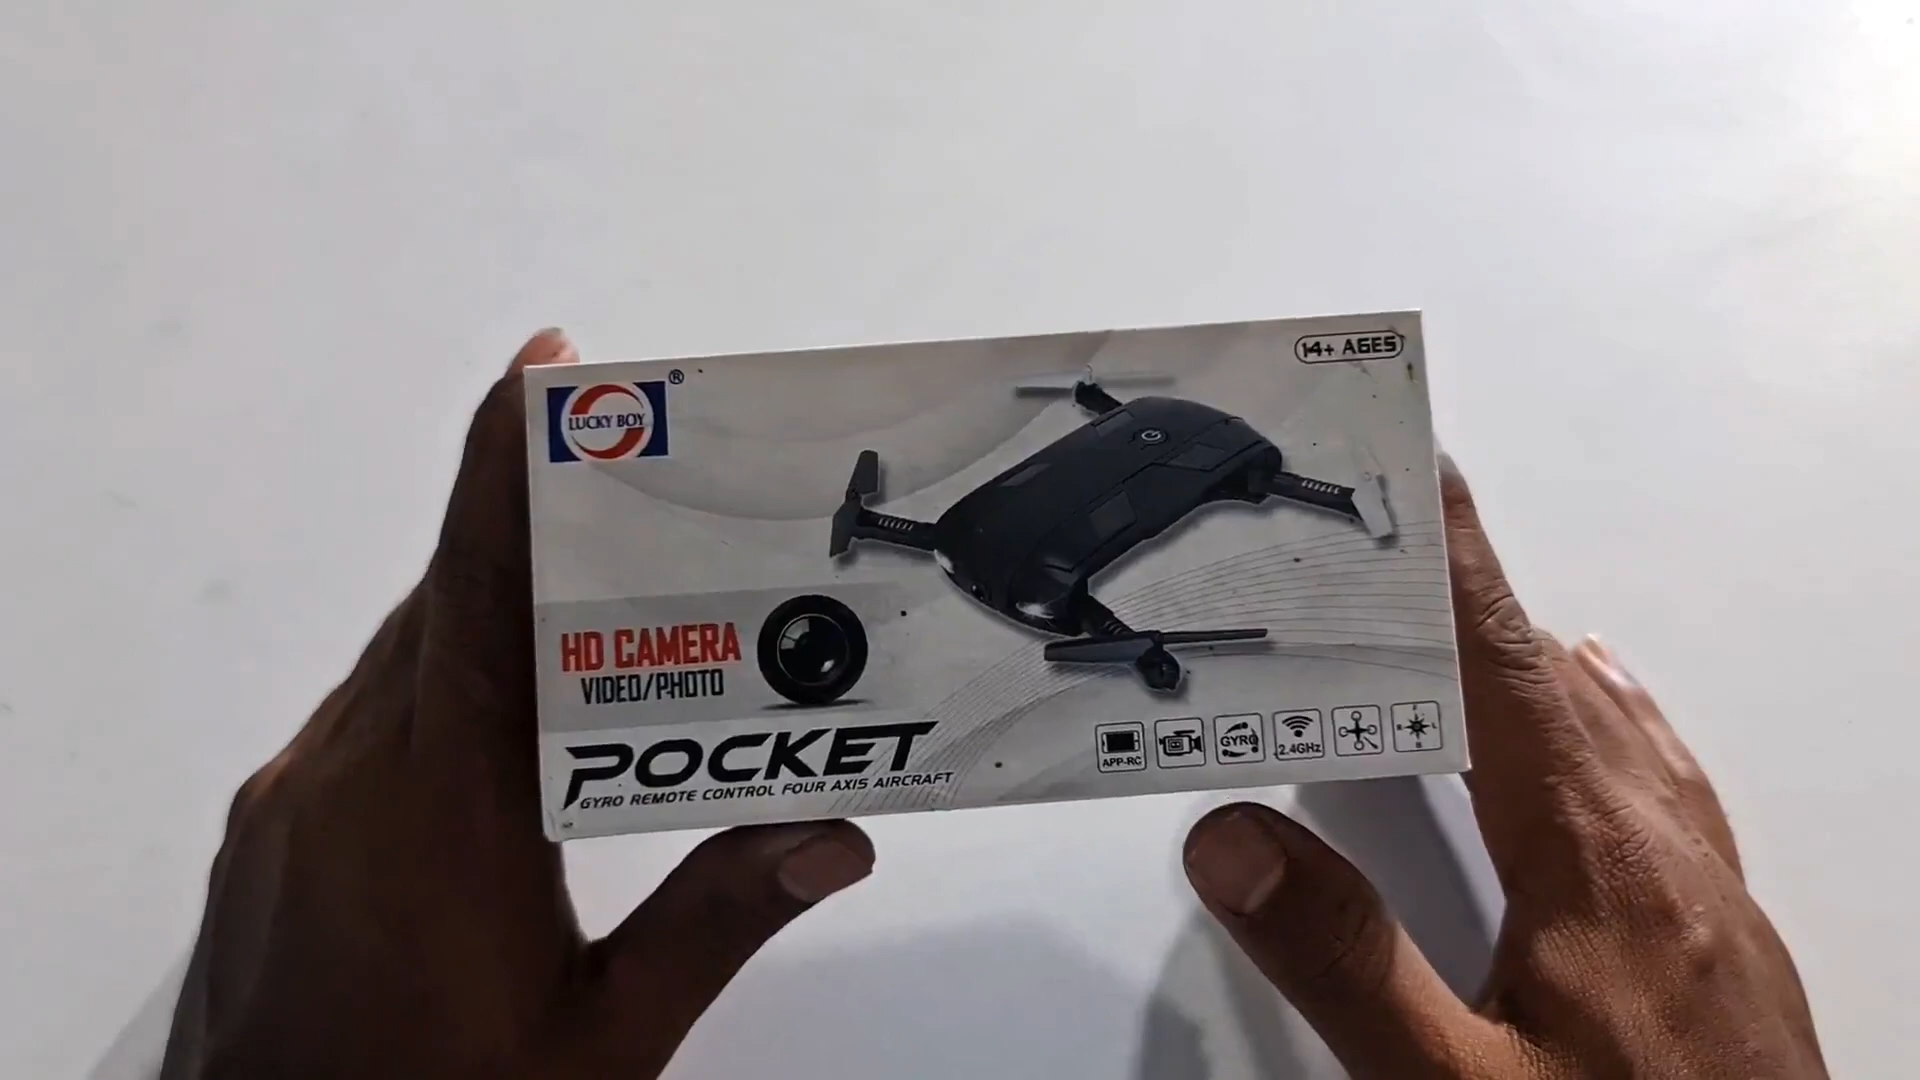 14+ AGES
LUCKY BOY
®
HD CAMERA
VIDEO/PHOTO
POCKET
GYRO REMOTE CONTROL FOUR AXIS AIRCRAFT
APP-RC
GYRO
2.4GHz